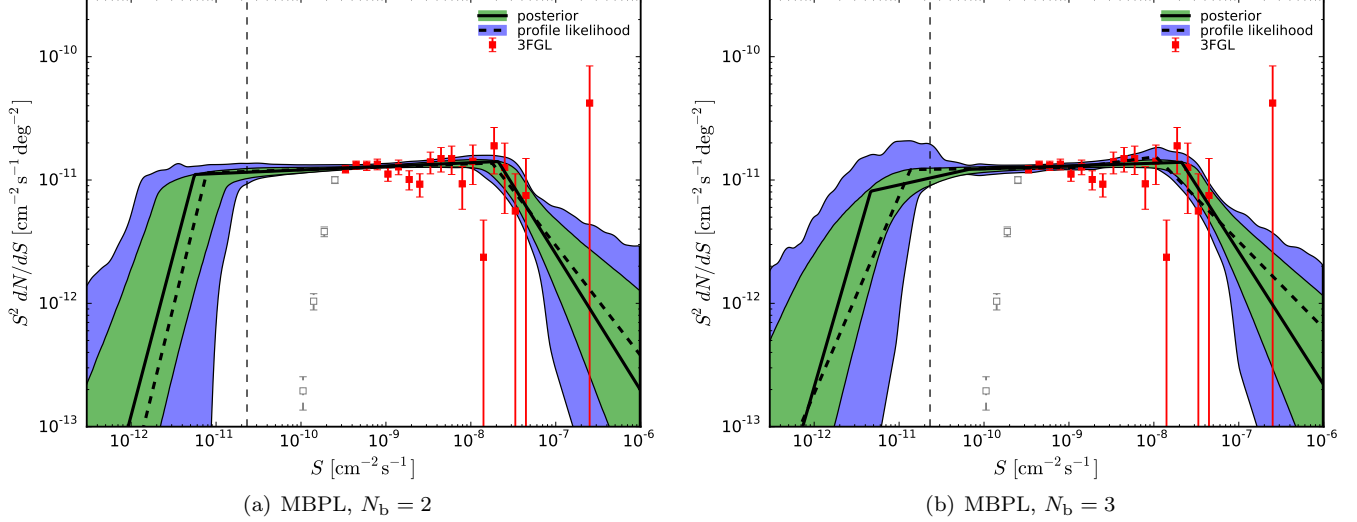 posterior
profile likelihood
3FGL
10⁻¹⁰
10⁻¹¹
10⁻¹²
10⁻¹³
S² dN/dS [cm⁻² s⁻¹ deg⁻²]
10⁻¹² 10⁻¹¹ 10⁻¹⁰ 10⁻⁹ 10⁻⁸ 10⁻⁷ 10⁻⁶
S [cm⁻² s⁻¹]
(a) MBPL, N_b = 2
posterior
profile likelihood
3FGL
10⁻¹⁰
10⁻¹¹
10⁻¹²
10⁻¹³
S² dN/dS [cm⁻² s⁻¹ deg⁻²]
10⁻¹² 10⁻¹¹ 10⁻¹⁰ 10⁻⁹ 10⁻⁸ 10⁻⁷ 10⁻⁶
S [cm⁻² s⁻¹]
(b) MBPL, N_b = 3